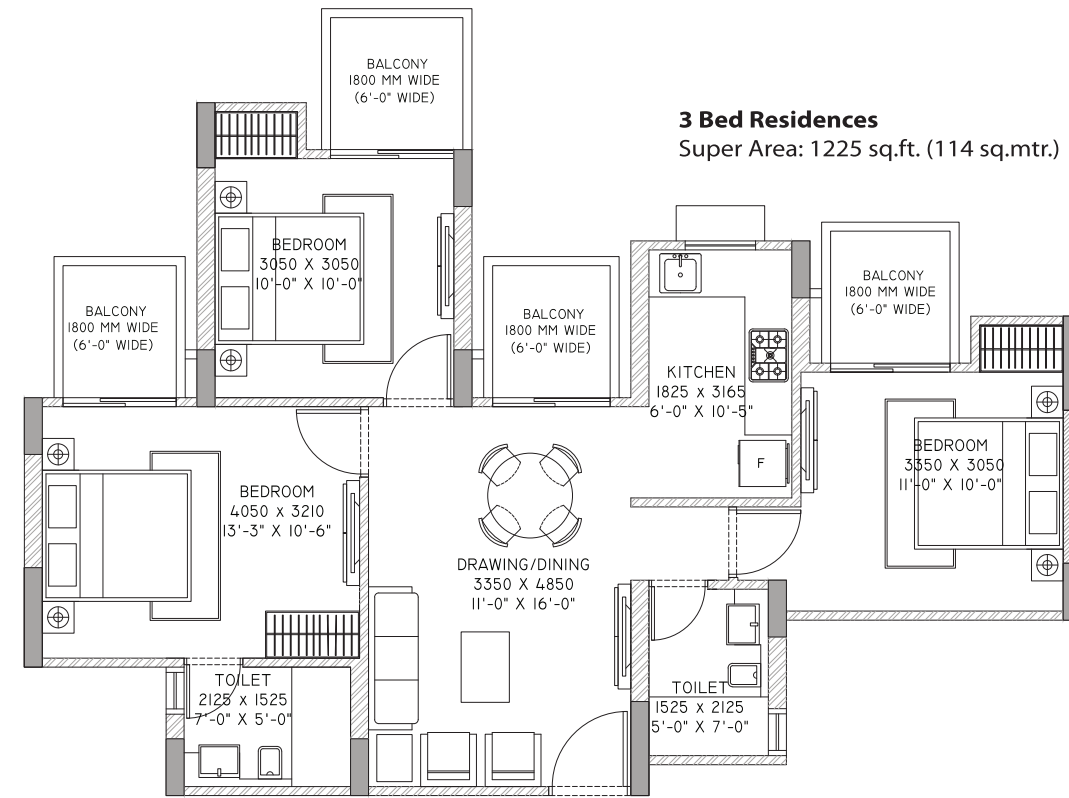 BALCONY
1800 MM WIDE
(6'-0" WIDE)
3 Bed Residences
Super Area: 1225 sq.ft. (114 sq.mtr.)
BEDROOM
3050 X 3050
10'-0" X 10'-0"
BALCONY
1800 MM WIDE
(6'-0" WIDE)
BALCONY
1800 MM WIDE
(6'-0" WIDE)
BALCONY
1800 MM WIDE
(6'-0" WIDE)
KITCHEN
1825 x 3165
6'-0" X 10'-5"
F
BEDROOM
3350 X 3050
11'-0" X 10'-0"
BEDROOM
4050 x 3210
13'-3" X 10'-6"
DRAWING/DINING
3350 X 4850
11'-0" X 16'-0"
TOILET
2125 x 1525
7'-0" X 5'-0"
TOILET
1525 x 2125
5'-0" X 7'-0"